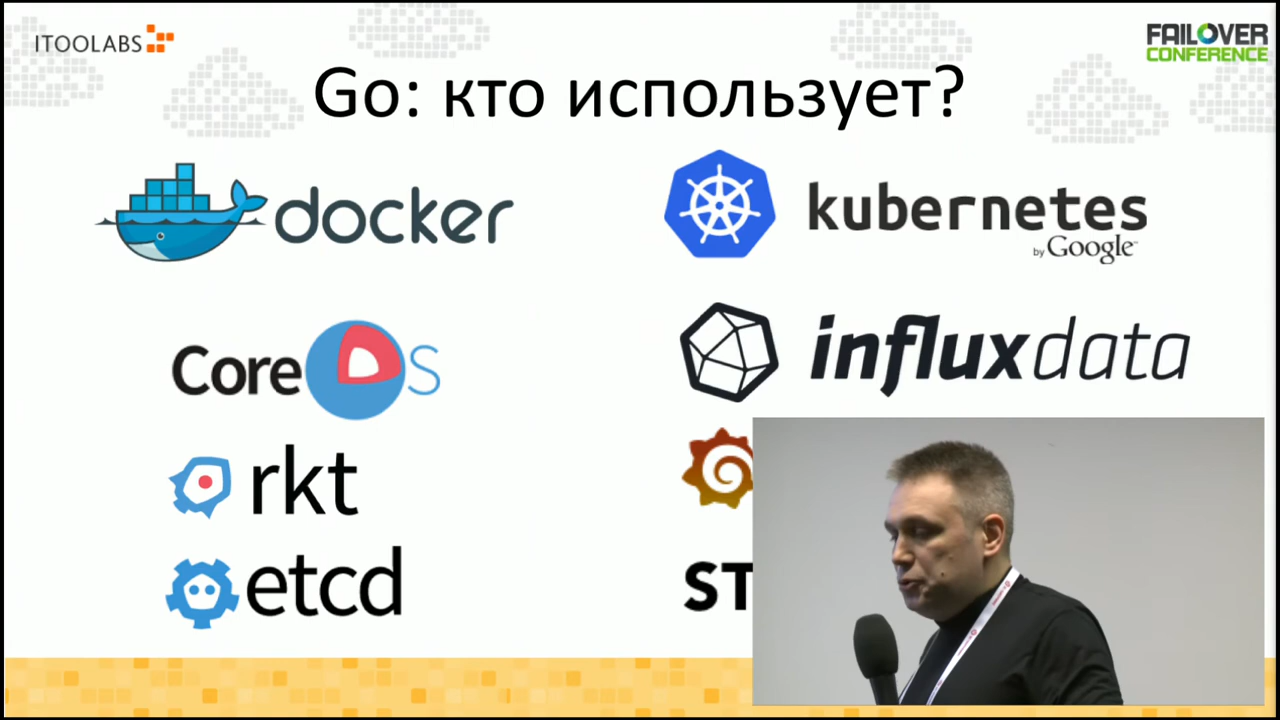 ITOOLABS
FAILOVER
CONFERENCE
Go: кто использует?
docker
kubernetes
by Google
CoreOS
influxdata
rkt
etcd